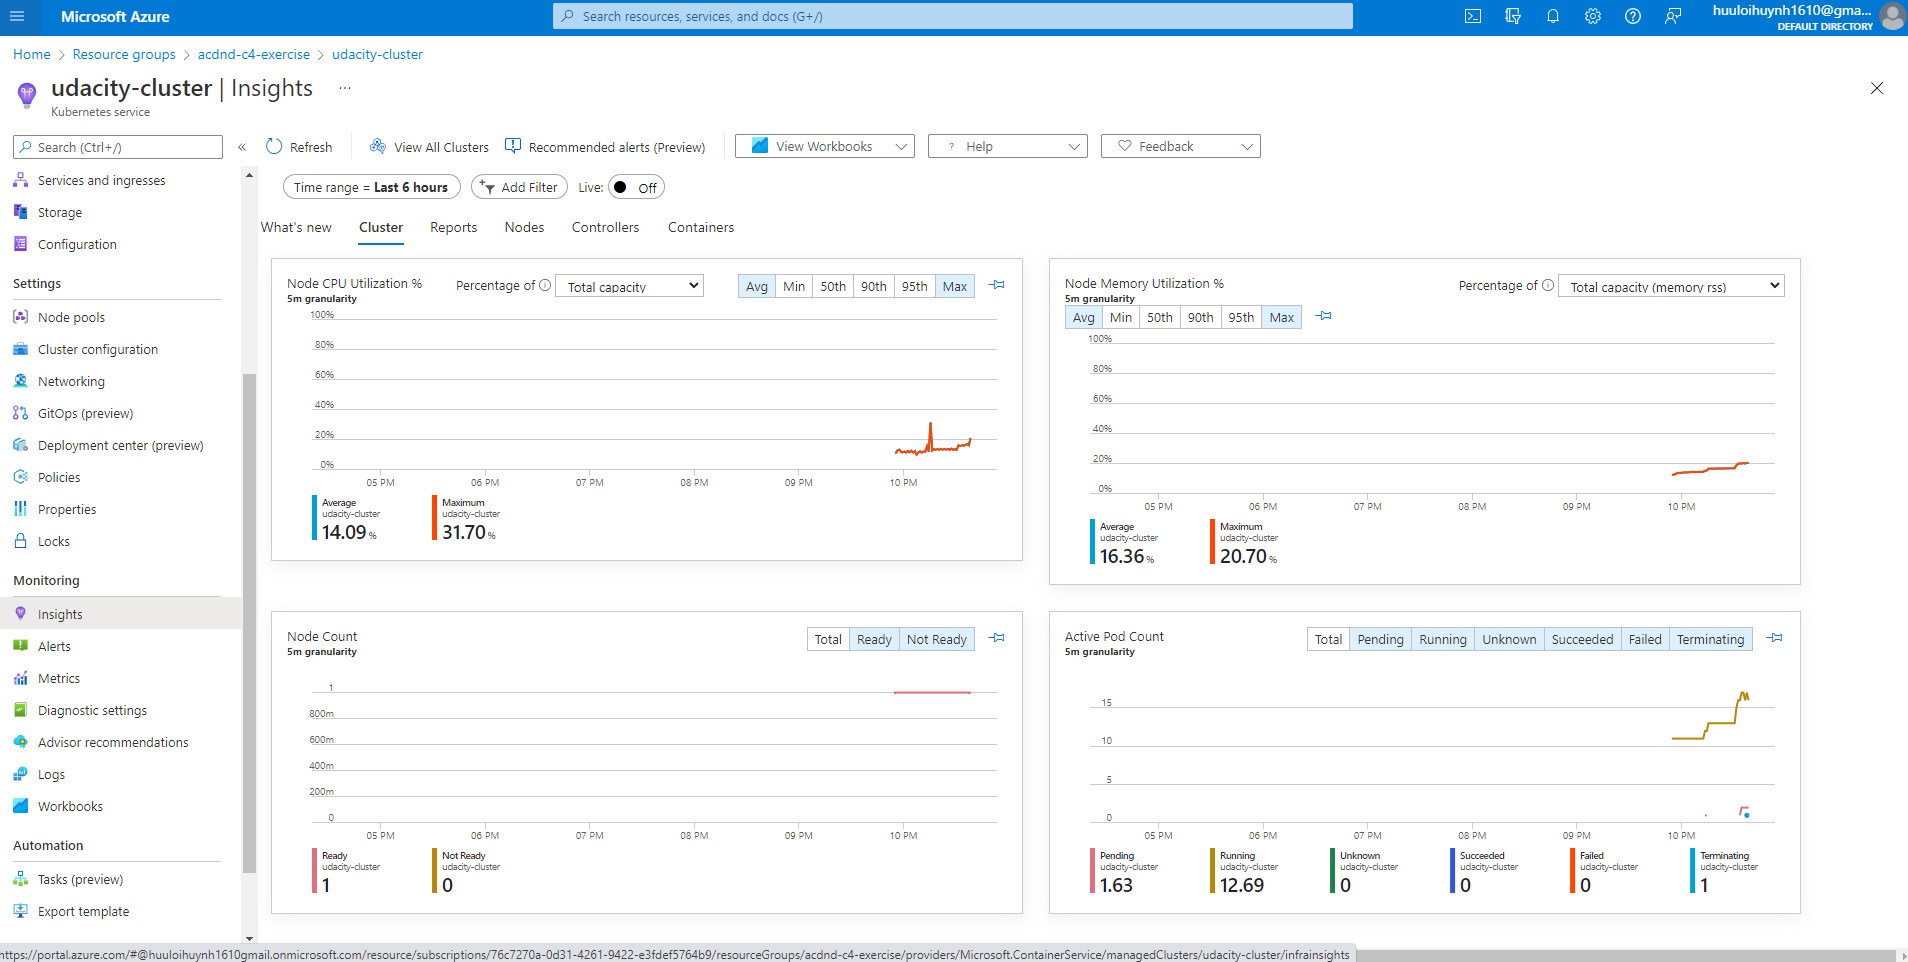 Microsoft Azure
Search resources, services, and docs (G+/)
huuloihuynh1610@gma...
DEFAULT DIRECTORY
Home > Resource groups > acdnd-c4-exercise > udacity-cluster
udacity-cluster | Insights ...
Kubernetes service
Search (Ctrl+/)
«
Refresh
View All Clusters
Recommended alerts (Preview)
View Workbooks
? Help
Feedback
Services and ingresses
Storage
Configuration
Settings
Node pools
Cluster configuration
Networking
GitOps (preview)
Deployment center (preview)
Policies
Properties
Locks
Monitoring
Insights
Alerts
Metrics
Diagnostic settings
Advisor recommendations
Logs
Workbooks
Automation
Tasks (preview)
Export template
Time range = Last 6 hours
Add Filter
Live: Off
What's new Cluster Reports Nodes Controllers Containers
Node CPU Utilization %
5m granularity
Percentage of Total capacity
Avg Min 50th 90th 95th Max
100%
80%
60%
40%
20%
0%
05 PM 06 PM 07 PM 08 PM 09 PM 10 PM
Average
udacity-cluster
14.09 %
Maximum
udacity-cluster
31.70 %
Node Memory Utilization %
5m granularity
Percentage of Total capacity (memory rss)
Avg Min 50th 90th 95th Max
100%
80%
60%
40%
20%
0%
05 PM 06 PM 07 PM 08 PM 09 PM 10 PM
Average
udacity-cluster
16.36 %
Maximum
udacity-cluster
20.70 %
Node Count
5m granularity
Total Ready Not Ready
1
800m
600m
400m
200m
0
05 PM 06 PM 07 PM 08 PM 09 PM 10 PM
Ready
udacity-cluster
1
Not Ready
udacity-cluster
0
Active Pod Count
5m granularity
Total Pending Running Unknown Succeeded Failed Terminating
15
10
5
0
05 PM 06 PM 07 PM 08 PM 09 PM 10 PM
Pending
udacity-cluster
1.63
Running
udacity-cluster
12.69
Unknown
udacity-cluster
0
Succeeded
udacity-cluster
0
Failed
udacity-cluster
0
Terminating
udacity-cluster
1
https://portal.azure.com/#@huuloihuynh1610gmail.onmicrosoft.com/resource/subscriptions/76c7270a-0d31-4261-9422-e3fdef5764b9/resourceGroups/acdnd-c4-exercise/providers/Microsoft.ContainerService/managedClusters/udacity-cluster/infrainsights